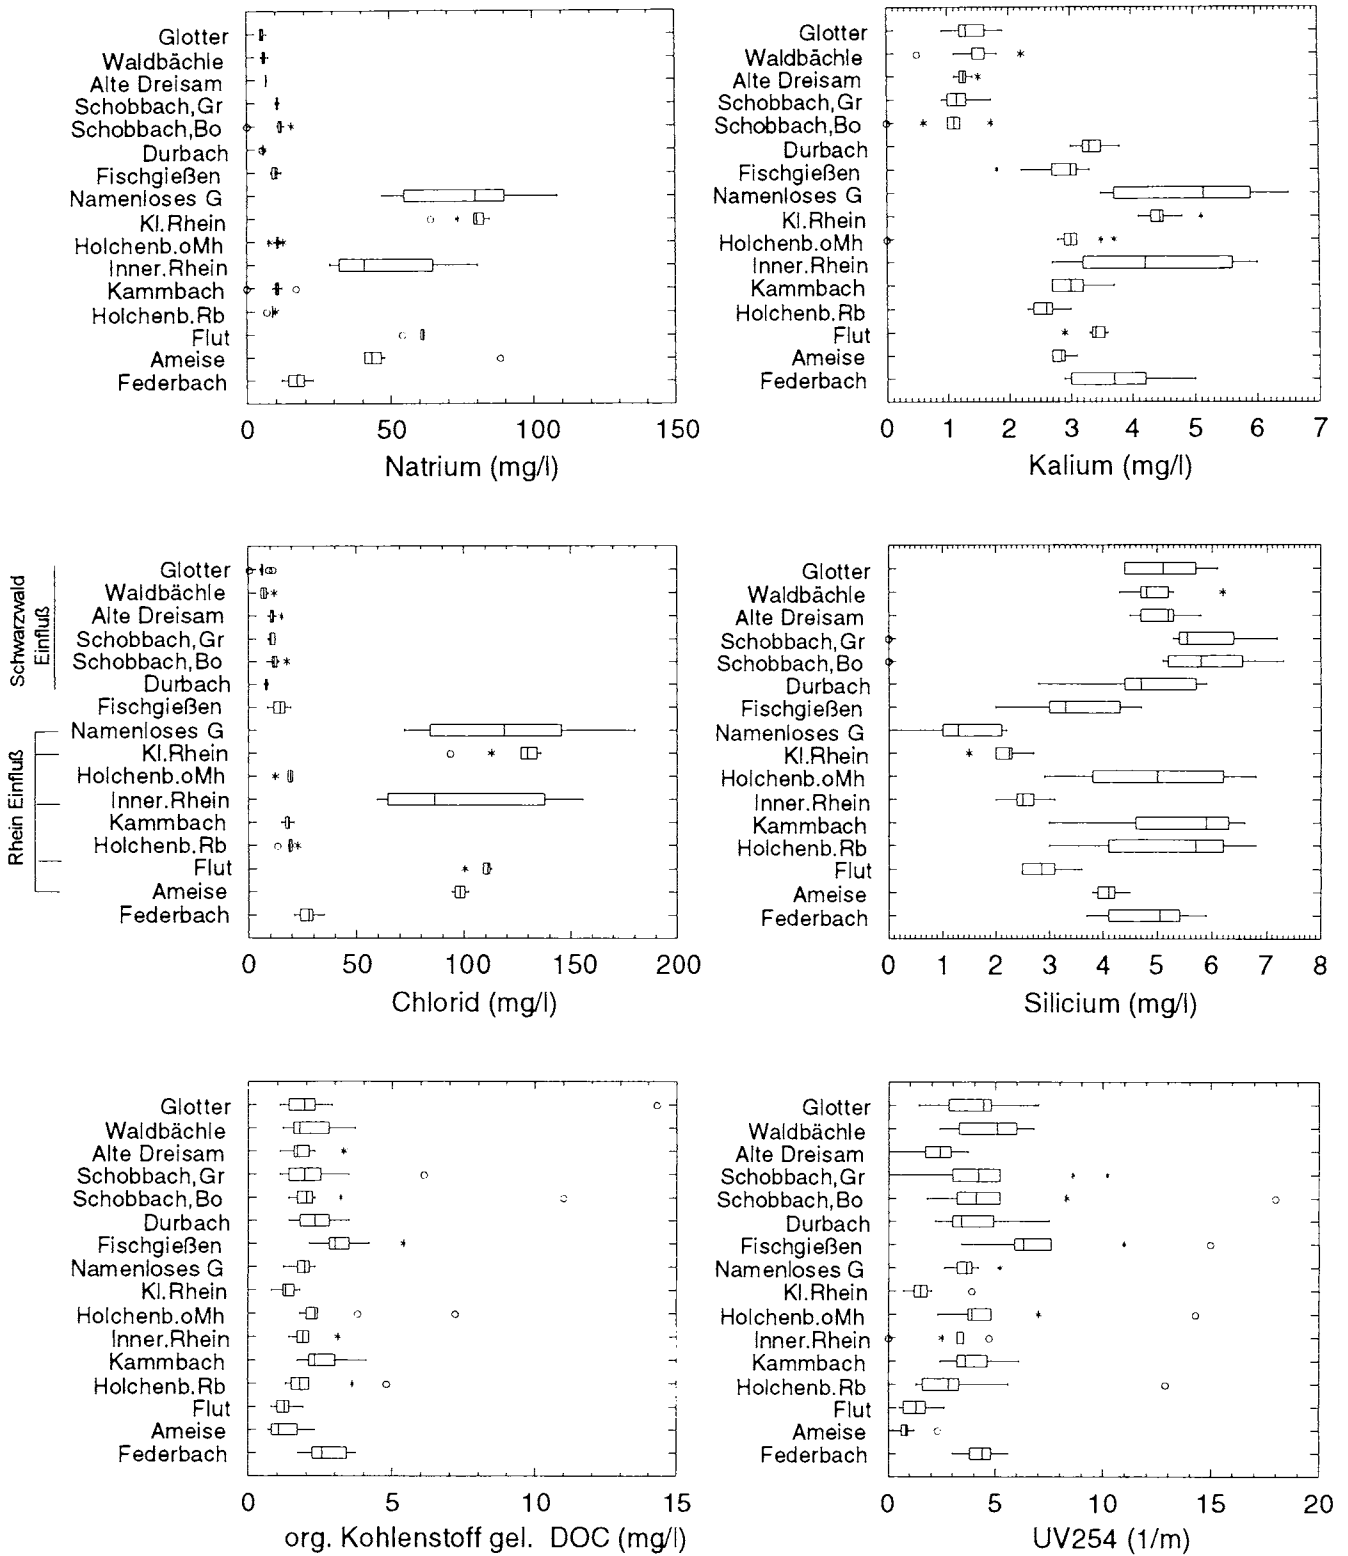 Glotter
Waldbächle
Alte Dreisam
Schobbach,Gr
Schobbach,Bo
Durbach
Fischgießen
Namenloses G
Kl.Rhein
Holchenb.oMh
Inner.Rhein
Kammbach
Holchenb.Rb
Flut
Ameise
Federbach
0 50 100 150
Natrium (mg/l)
Glotter
Waldbächle
Alte Dreisam
Schobbach,Gr
Schobbach,Bo
Durbach
Fischgießen
Namenloses G
Kl.Rhein
Holchenb.oMh
Inner.Rhein
Kammbach
Holchenb.Rb
Flut
Ameise
Federbach
0 1 2 3 4 5 6 7
Kalium (mg/l)
Schwarzwald
Einfluß
Rhein Einfluß
Glotter
Waldbächle
Alte Dreisam
Schobbach,Gr
Schobbach,Bo
Durbach
Fischgießen
Namenloses G
Kl.Rhein
Holchenb.oMh
Inner.Rhein
Kammbach
Holchenb.Rb
Flut
Ameise
Federbach
0 50 100 150 200
Chlorid (mg/l)
Glotter
Waldbächle
Alte Dreisam
Schobbach,Gr
Schobbach,Bo
Durbach
Fischgießen
Namenloses G
Kl.Rhein
Holchenb.oMh
Inner.Rhein
Kammbach
Holchenb.Rb
Flut
Ameise
Federbach
0 1 2 3 4 5 6 7 8
Silicium (mg/l)
Glotter
Waldbächle
Alte Dreisam
Schobbach,Gr
Schobbach,Bo
Durbach
Fischgießen
Namenloses G
Kl.Rhein
Holchenb.oMh
Inner.Rhein
Kammbach
Holchenb.Rb
Flut
Ameise
Federbach
0 5 10 15
org. Kohlenstoff gel. DOC (mg/l)
Glotter
Waldbächle
Alte Dreisam
Schobbach,Gr
Schobbach,Bo
Durbach
Fischgießen
Namenloses G
Kl.Rhein
Holchenb.oMh
Inner.Rhein
Kammbach
Holchenb.Rb
Flut
Ameise
Federbach
0 5 10 15 20
UV254 (1/m)